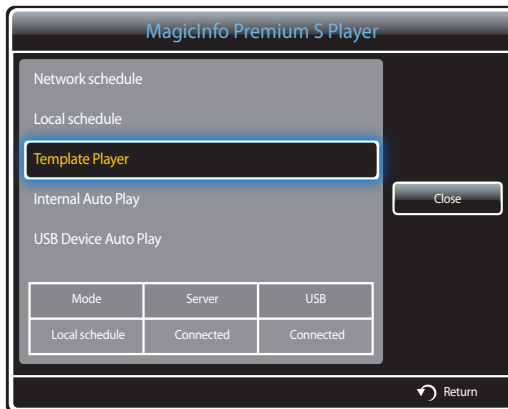 MagicInfo Premium S Player
Network schedule
Local schedule
Template Player
Internal Auto Play
Close
USB Device Auto Play
Mode Server USB
Local schedule Connected Connected
Return